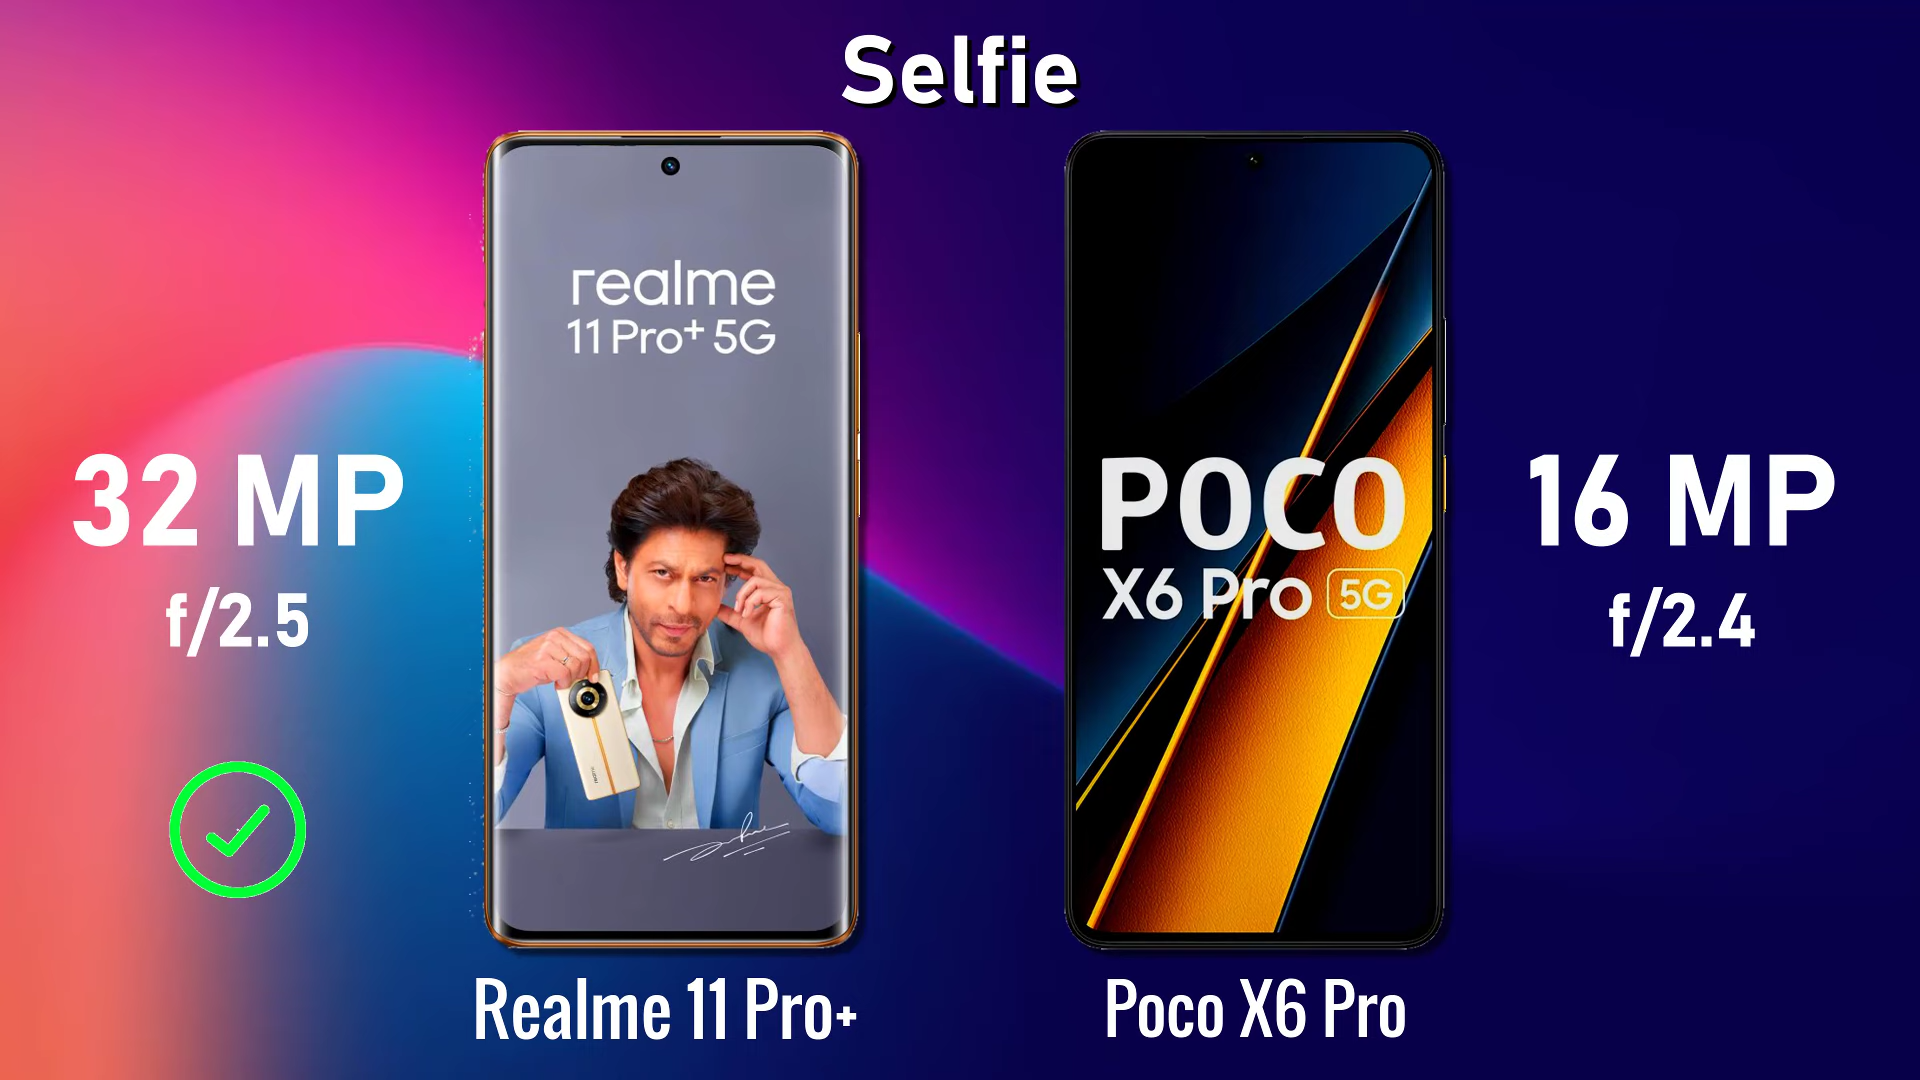 Selfie
realme
11 Pro+ 5G
32 MP
f/2.5
POCO
X6 Pro 5G
16 MP
f/2.4
Realme 11 Pro+
Poco X6 Pro